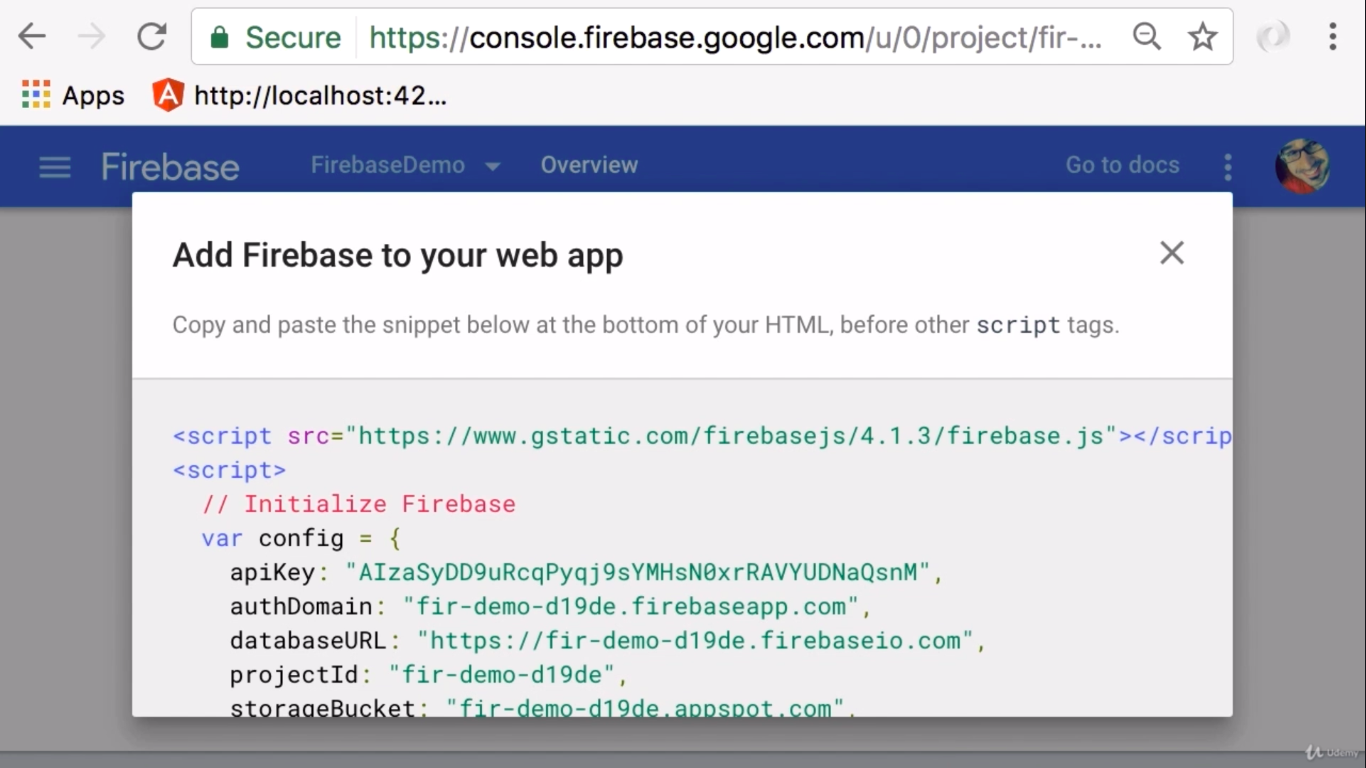 Secure https://console.firebase.google.com/u/0/project/fir-...
Apps http://localhost:42...
Firebase FirebaseDemo Overview Go to docs
Add Firebase to your web app
Copy and paste the snippet below at the bottom of your HTML, before other script tags.
<script src="https://www.gstatic.com/firebasejs/4.1.3/firebase.js"></scrip
<script>
// Initialize Firebase
var config = {
apiKey: "AIzaSyDD9uRcqPyqj9sYMHsN0xrRAVYUDNaQsnM",
authDomain: "fir-demo-d19de.firebaseapp.com",
databaseURL: "https://fir-demo-d19de.firebaseio.com",
projectId: "fir-demo-d19de",
storageBucket: "fir-demo-d19de.appspot.com",
Udemy